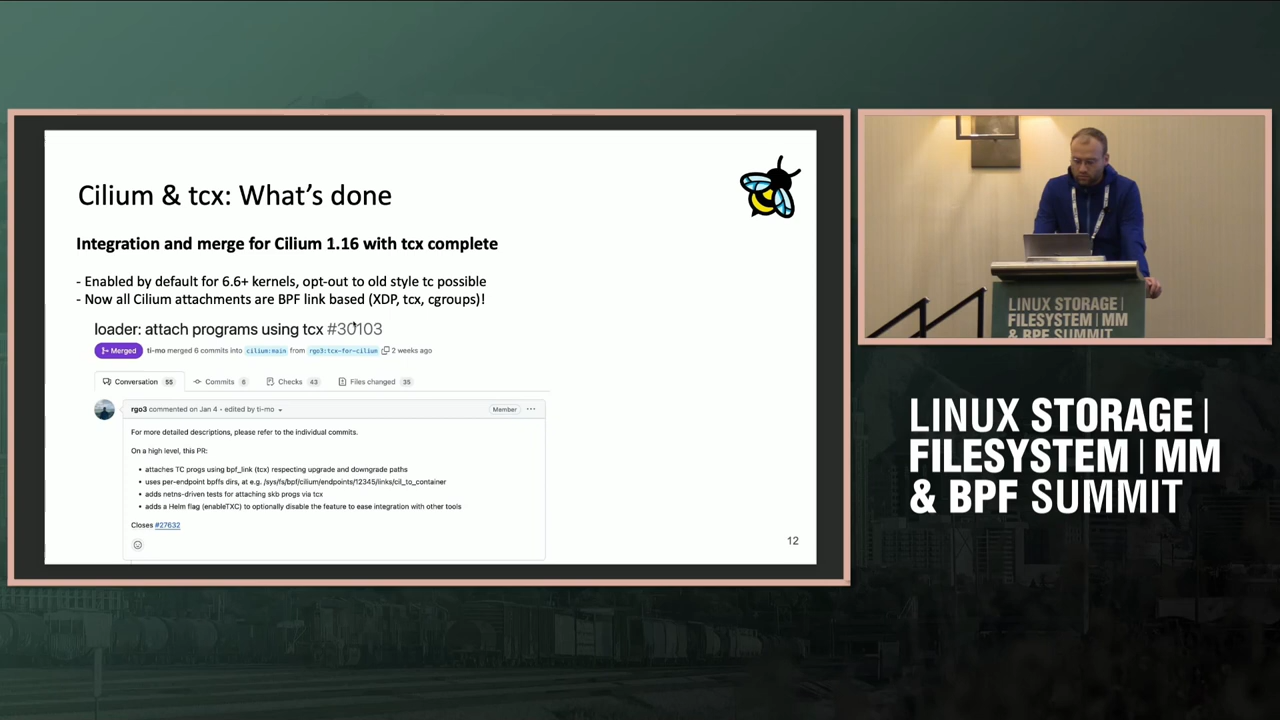 Cilium & tcx: What's done
Integration and merge for Cilium 1.16 with tcx complete
- Enabled by default for 6.6+ kernels, opt-out to old style tc possible
- Now all Cilium attachments are BPF link based (XDP, tcx, cgroups)!
loader: attach programs using tcx #30103
Merged ti-mo merged 6 commits into cilium:main from rgo3:tcx-for-cilium 2 weeks ago
Conversation 55 Commits 6 Checks 43 Files changed 35
rgo3 commented on Jan 4 • edited by ti-mo Member ...
For more detailed descriptions, please refer to the individual commits.
On a high level, this PR:
• attaches TC progs using bpf_link (tcx) respecting upgrade and downgrade paths
• uses per-endpoint bpffs dirs, at e.g. /sys/fs/bpf/cilium/endpoints/12345/links/cil_to_container
• adds netns-driven tests for attaching skb progs via tcx
• adds a Helm flag (enableTXC) to optionally disable the feature to ease integration with other tools
Closes #27632
12
LINUX STORAGE |
FILESYSTEM | MM
& BPF SUMMIT
LINUX STORAGE |
FILESYSTEM | MM
& BPF SUMMIT